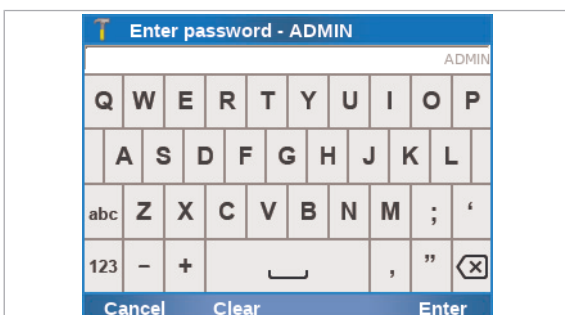 Enter password - ADMIN
ADMIN
Q W E R T Y U I O P
A S D F G H J K L
abc Z X C V B N M ; ‘
123 - + , ”
Cancel Clear Enter